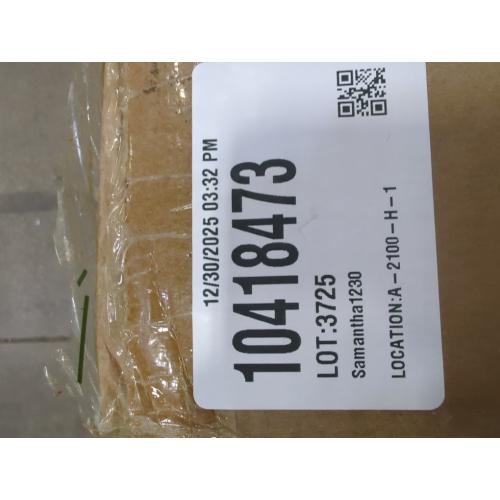 12/30/2025 03:32 PM
10418473
LOT:3725
Samantha1230
LOCATION:A-2100-H-1